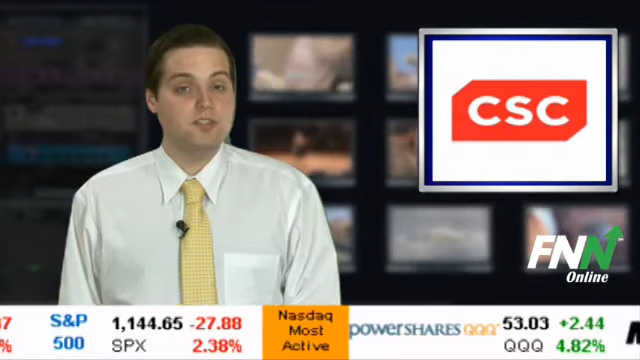 CSC
FNN
Online
37
%
S&P
500
1,144.65 -27.88
SPX 2.38%
Nasdaq
Most
Active
powerSHARES QQQ
53.03 +2.44
QQQ 4.82%